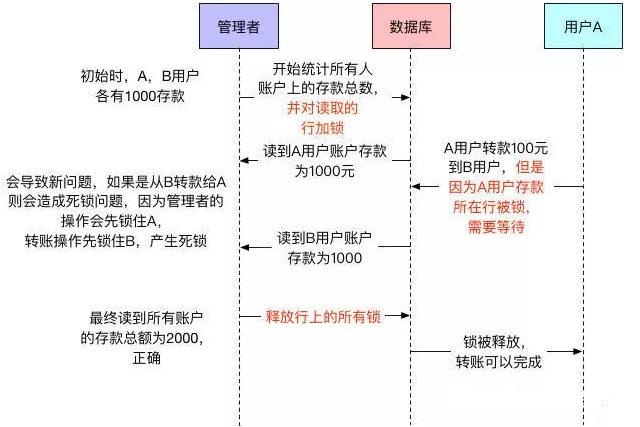 管理者
数据库
用户A
初始时，A，B用户
各有1000存款
开始统计所有人
账户上的存款总数，
并对读取的
行加锁
读到A用户账户存款
为1000元
A用户转款100元
到B用户，但是
因为A用户存款
所在行被锁，
需要等待
会导致新问题，如果是从B转款给A
则会造成死锁问题，因为管理者的
操作会先锁住A，
转账操作先锁住B，产生死锁
读到B用户账户
存款为1000
最终读到所有账户
的存款总额为2000，
正确
释放行上的所有锁
锁被释放，
转账可以完成